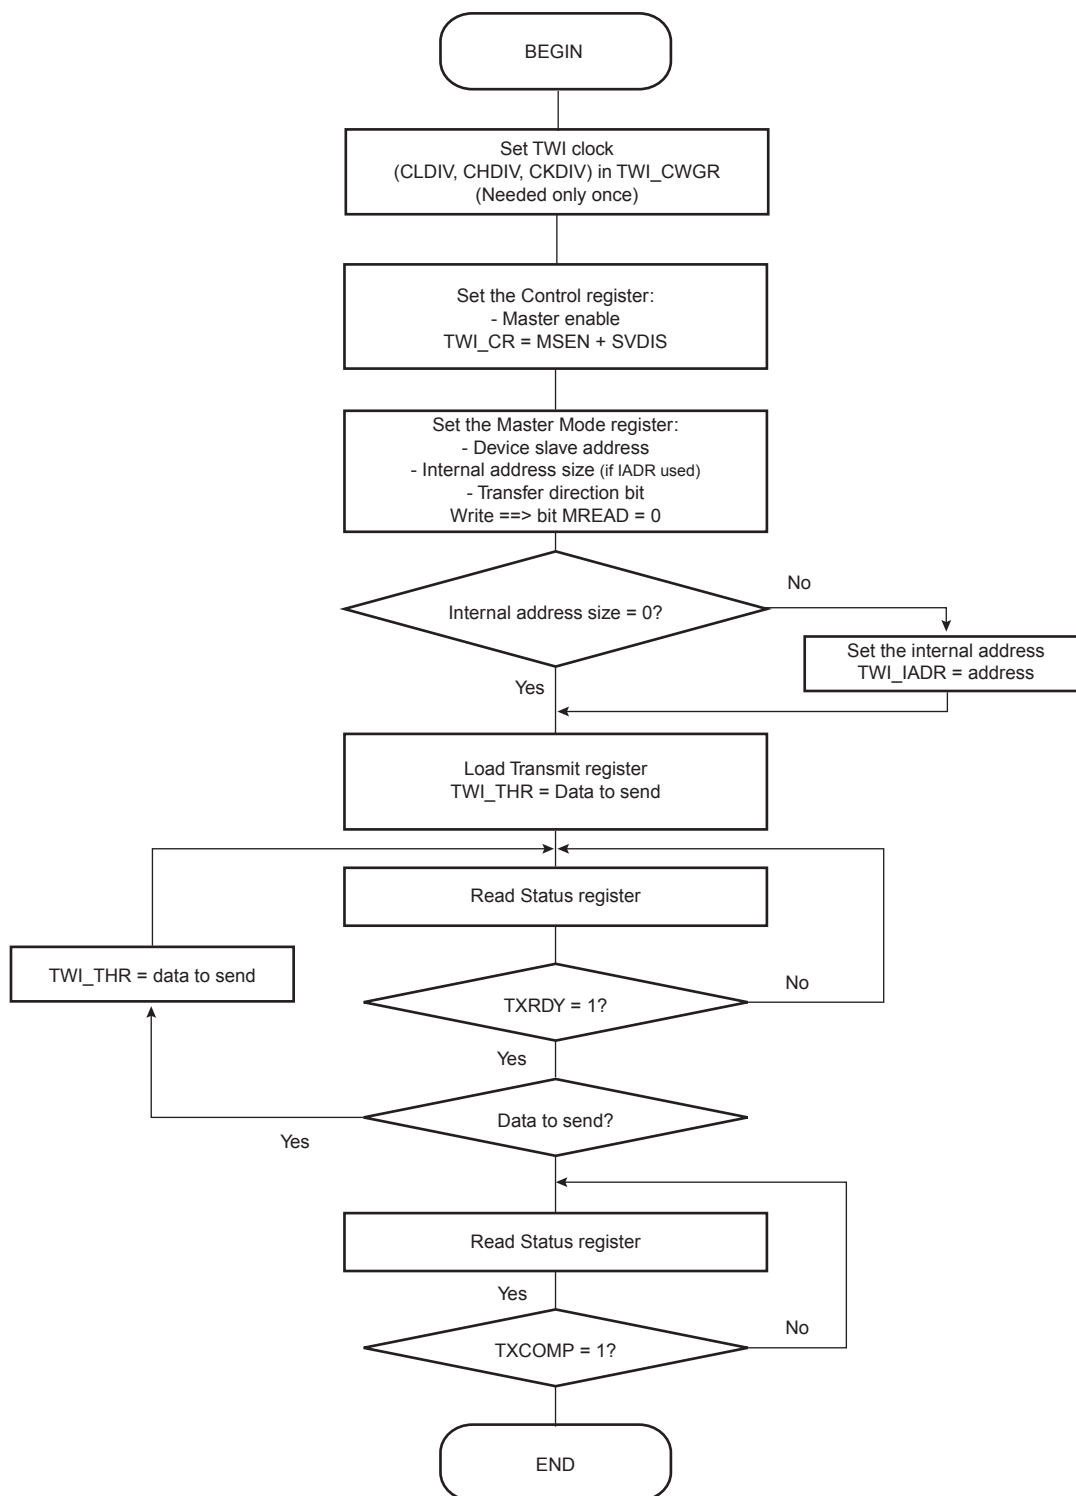 BEGIN
Set TWI clock
(CLDIV, CHDIV, CKDIV) in TWI_CWGR
(Needed only once)
Set the Control register:
- Master enable
TWI_CR = MSEN + SVDIS
Set the Master Mode register:
- Device slave address
- Internal address size (if IADR used)
- Transfer direction bit
Write ==> bit MREAD = 0
No
Internal address size = 0?
Set the internal address
TWI_IADR = address
Yes
Load Transmit register
TWI_THR = Data to send
Read Status register
TWI_THR = data to send
TXRDY = 1?
No
Yes
Data to send?
Yes
Read Status register
Yes
No
TXCOMP = 1?
END